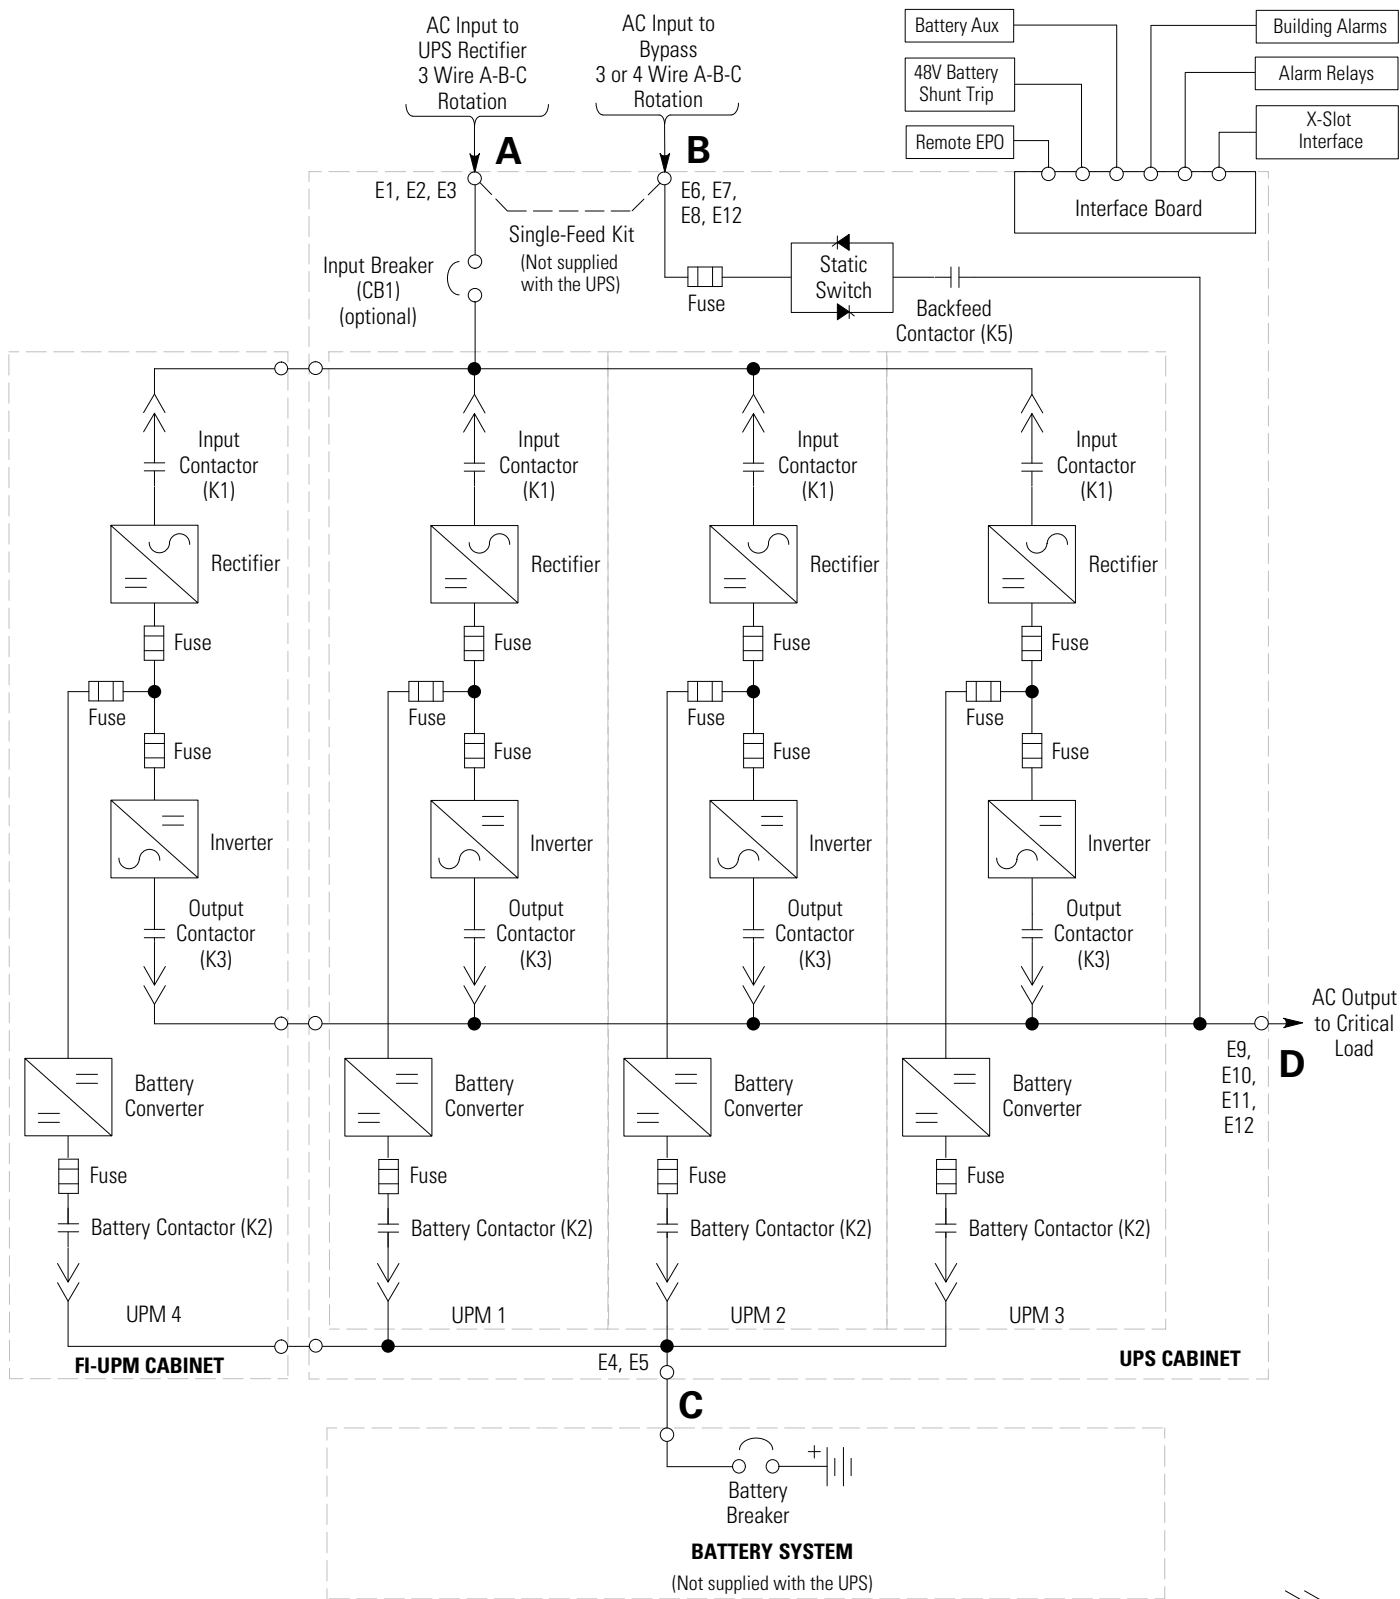 AC Input to
UPS Rectifier
3 Wire A-B-C
Rotation
AC Input to
Bypass
3 or 4 Wire A-B-C
Rotation
Battery Aux
48V Battery
Shunt Trip
Remote EPO
Building Alarms
Alarm Relays
X-Slot
Interface
Interface Board
A
B
E1, E2, E3
E6, E7,
E8, E12
Single-Feed Kit
(Not supplied
with the UPS)
Input Breaker
(CB1)
(optional)
Fuse
Static
Switch
Backfeed
Contactor (K5)
Input
Contactor
(K1)
Input
Contactor
(K1)
Input
Contactor
(K1)
Input
Contactor
(K1)
Rectifier
Rectifier
Rectifier
Rectifier
Fuse
Fuse
Fuse
Fuse
Fuse
Fuse
Fuse
Fuse
Fuse
Fuse
Fuse
Fuse
Inverter
Inverter
Inverter
Inverter
Output
Contactor
(K3)
Output
Contactor
(K3)
Output
Contactor
(K3)
Output
Contactor
(K3)
AC Output
to Critical
Load
D
E9,
E10,
E11,
E12
Battery
Converter
Battery
Converter
Battery
Converter
Battery
Converter
Fuse
Fuse
Fuse
Fuse
Battery Contactor (K2)
Battery Contactor (K2)
Battery Contactor (K2)
Battery Contactor (K2)
UPM 4
UPM 1
UPM 2
UPM 3
FI-UPM CABINET
E4, E5
UPS CABINET
C
+
Battery
Breaker
BATTERY SYSTEM
(Not supplied with the UPS)